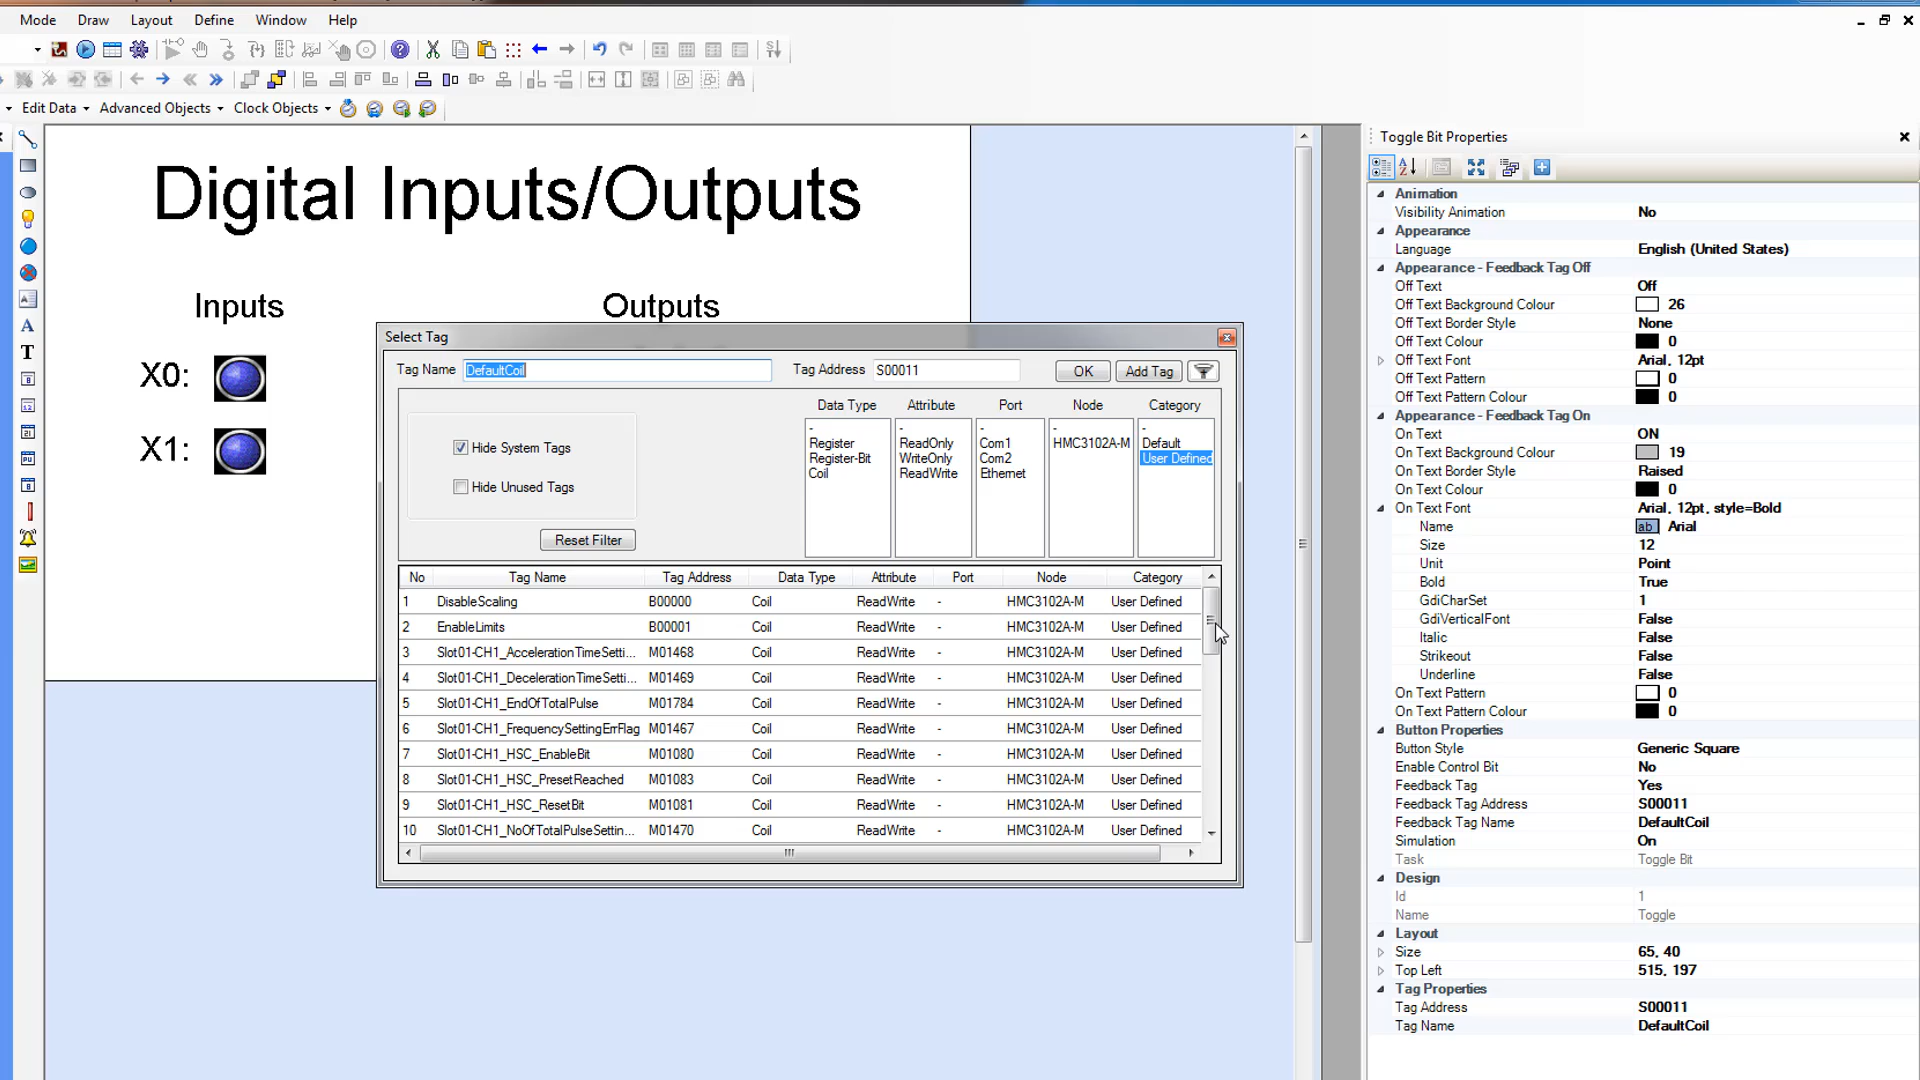 Mode Draw Layout Define Window Help
Edit Data Advanced Objects Clock Objects
Digital Inputs/Outputs
Inputs Outputs
X0:
X1:
Select Tag
Tag Name DefaultCoil Tag Address S00011 OK Add Tag
Data Type Attribute Port Node Category
- - - - -
Register ReadOnly Com1 HMC3102A-M Default
Register-Bit WriteOnly Com2 User Defined
Coil ReadWrite Ethernet
Hide System Tags
Hide Unused Tags
Reset Filter
No Tag Name Tag Address Data Type Attribute Port Node Category
1 DisableScaling B00000 Coil ReadWrite - HMC3102A-M User Defined
2 EnableLimits B00001 Coil ReadWrite - HMC3102A-M User Defined
3 Slot01-CH1_AccelerationTimeSetti... M01468 Coil ReadWrite - HMC3102A-M User Defined
4 Slot01-CH1_DecelerationTimeSetti... M01469 Coil ReadWrite - HMC3102A-M User Defined
5 Slot01-CH1_EndOfTotalPulse M01784 Coil ReadWrite - HMC3102A-M User Defined
6 Slot01-CH1_FrequencySettingErrFlag M01467 Coil ReadWrite - HMC3102A-M User Defined
7 Slot01-CH1_HSC_EnableBit M01080 Coil ReadWrite - HMC3102A-M User Defined
8 Slot01-CH1_HSC_PresetReached M01083 Coil ReadWrite - HMC3102A-M User Defined
9 Slot01-CH1_HSC_ResetBit M01081 Coil ReadWrite - HMC3102A-M User Defined
10 Slot01-CH1_NoOfTotalPulseSettin... M01470 Coil ReadWrite - HMC3102A-M User Defined
Toggle Bit Properties
Animation
Visibility Animation No
Appearance
Language English (United States)
Appearance - Feedback Tag Off
Off Text Off
Off Text Background Colour 26
Off Text Border Style None
Off Text Colour 0
Off Text Font Arial, 12pt
Off Text Pattern 0
Off Text Pattern Colour 0
Appearance - Feedback Tag On
On Text ON
On Text Background Colour 19
On Text Border Style Raised
On Text Colour 0
On Text Font Arial, 12pt, style=Bold
Name ab Arial
Size 12
Unit Point
Bold True
GdiCharSet 1
GdiVerticalFont False
Italic False
Strikeout False
Underline False
On Text Pattern 0
On Text Pattern Colour 0
Button Properties
Button Style Generic Square
Enable Control Bit No
Feedback Tag Yes
Feedback Tag Address S00011
Feedback Tag Name DefaultCoil
Simulation On
Task Toggle Bit
Design
Id 1
Name Toggle
Layout
Size 65, 40
Top Left 515, 197
Tag Properties
Tag Address S00011
Tag Name DefaultCoil